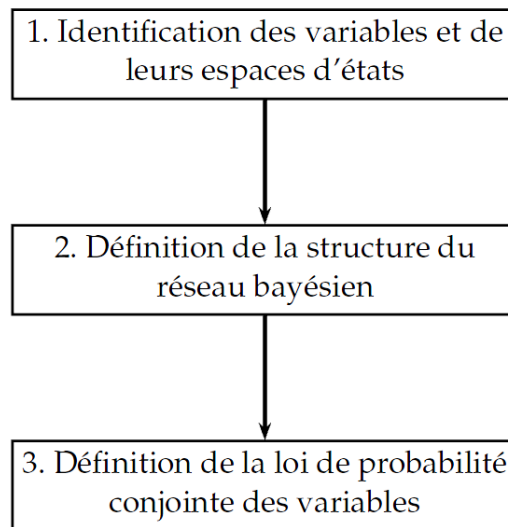 1. Identification des variables et de
leurs espaces d’états
2. Définition de la structure du
réseau bayésien
3. Définition de la loi de probabilité
conjointe des variables